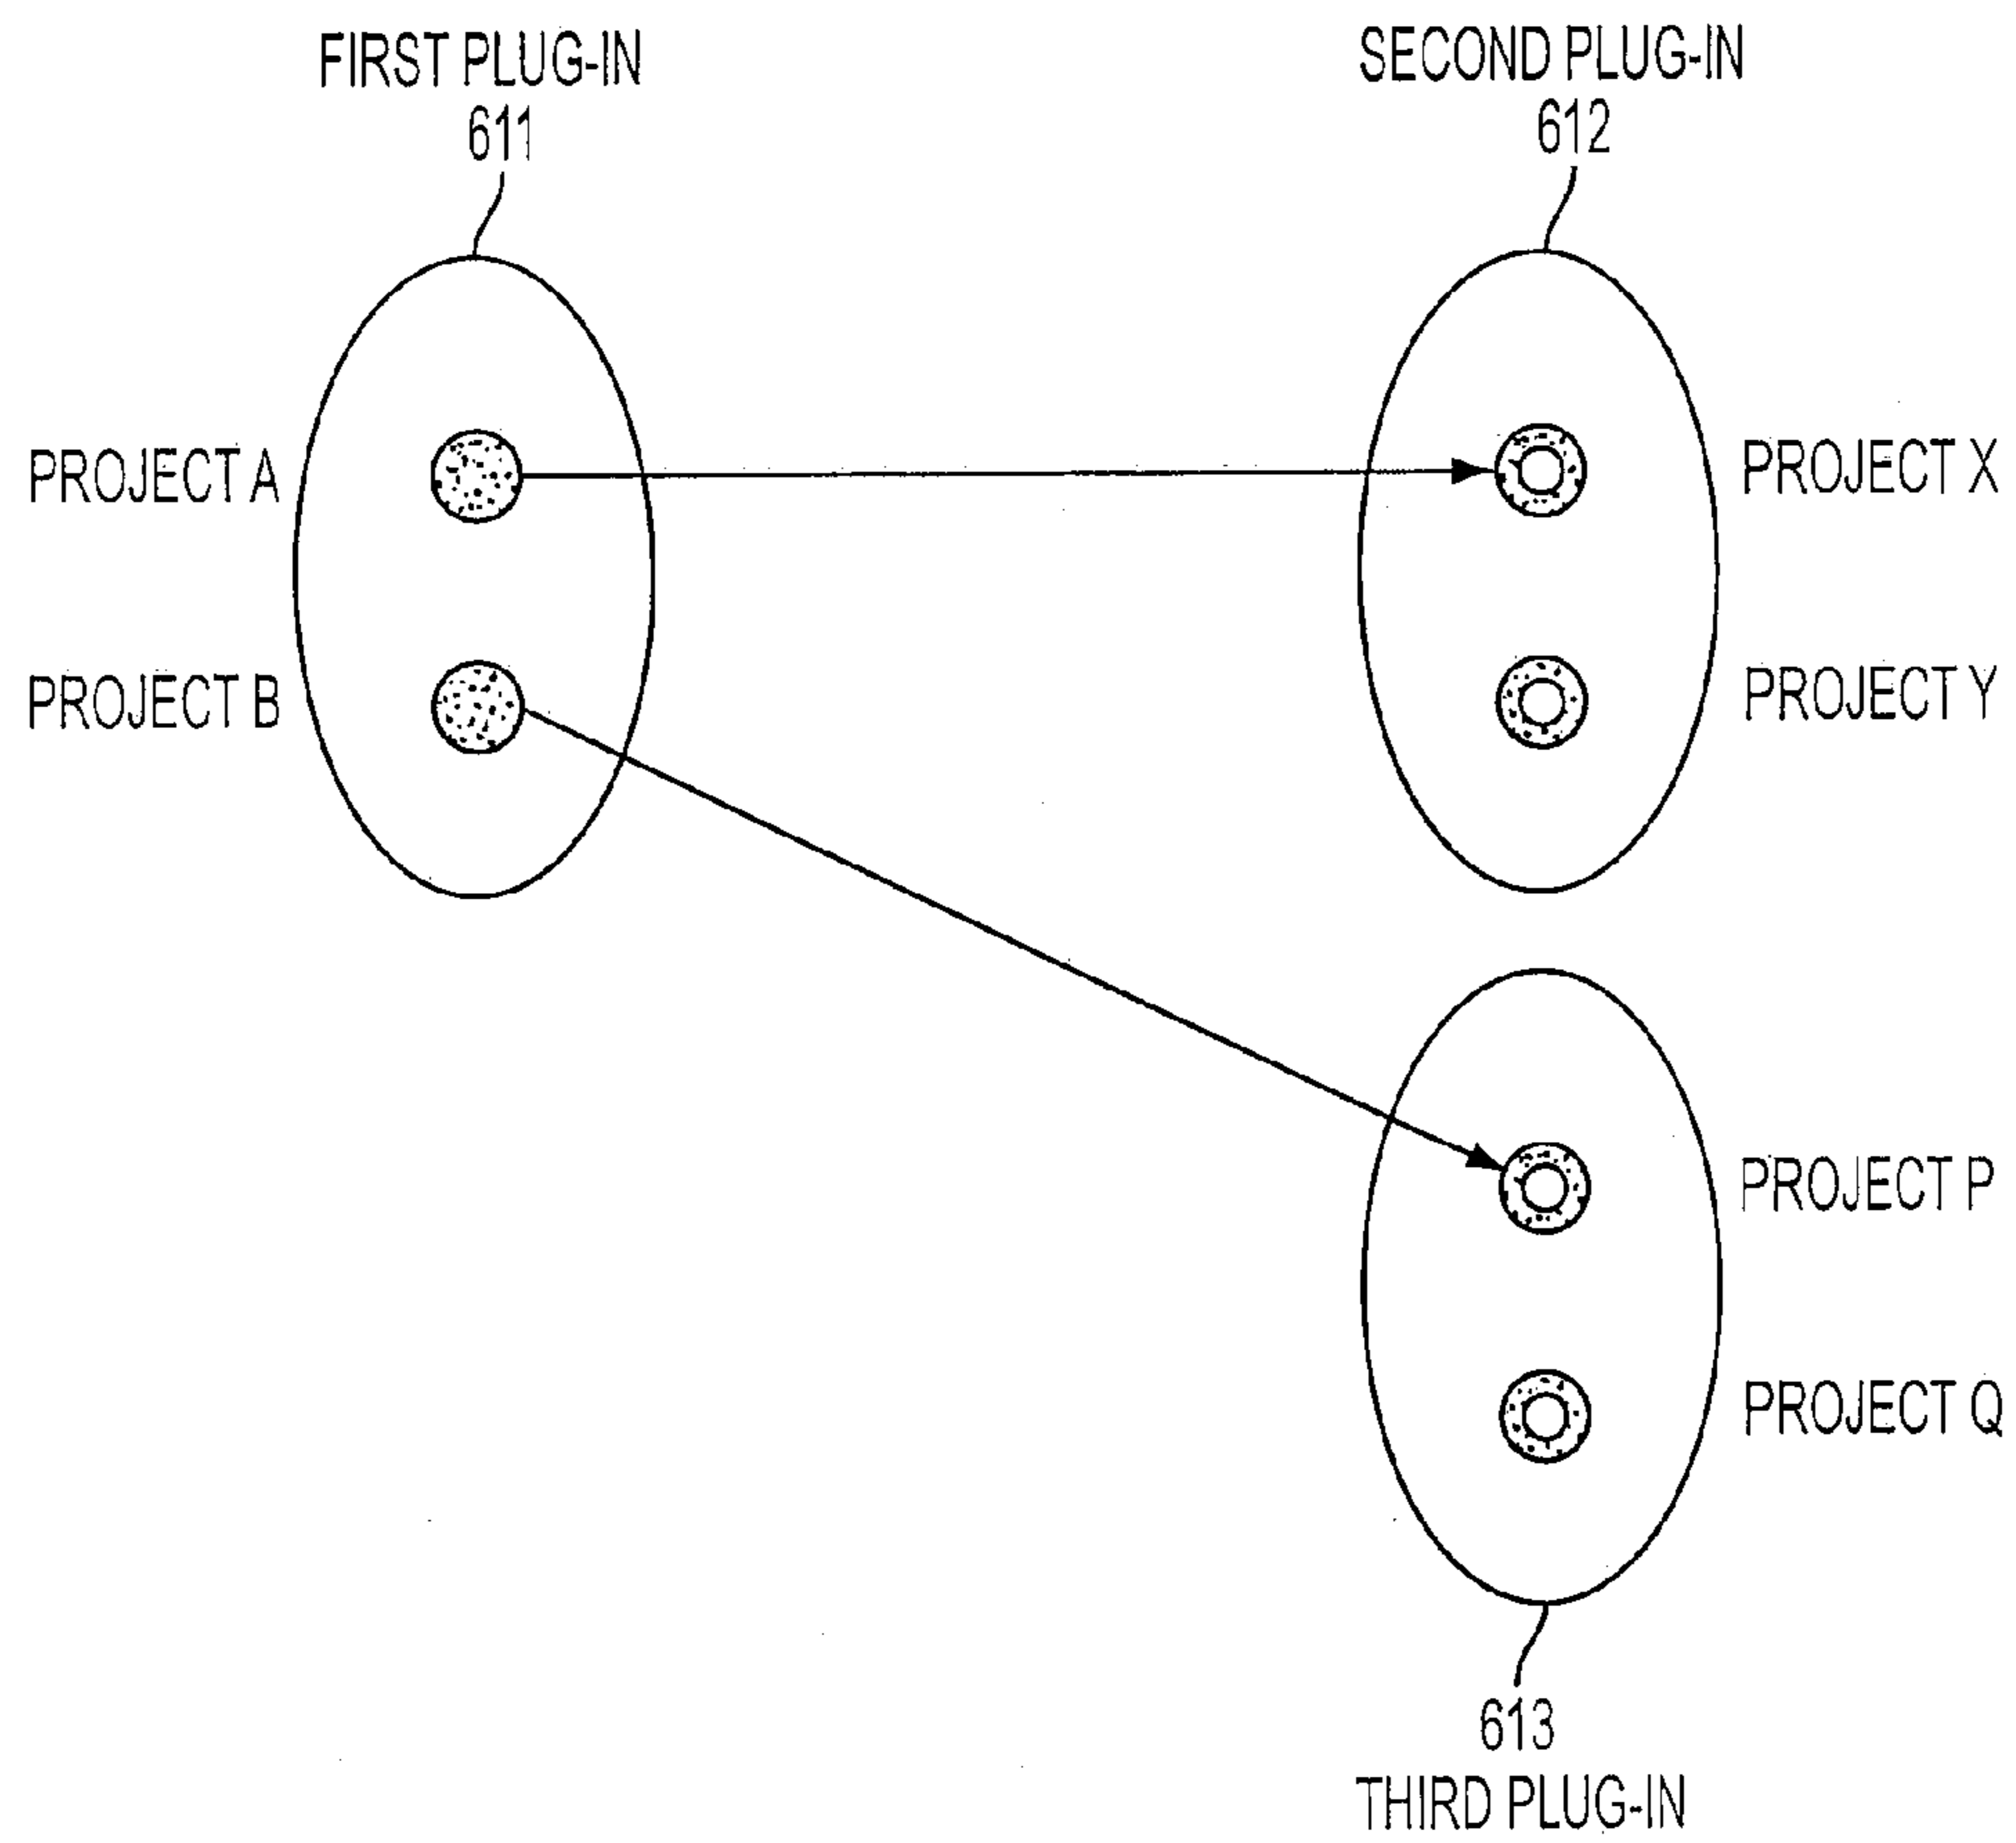 FIRST PLUG-IN
611
SECOND PLUG-IN
612
PROJECT A
PROJECT X
PROJECT B
PROJECT Y
PROJECT P
PROJECT Q
613
THIRD PLUG-IN